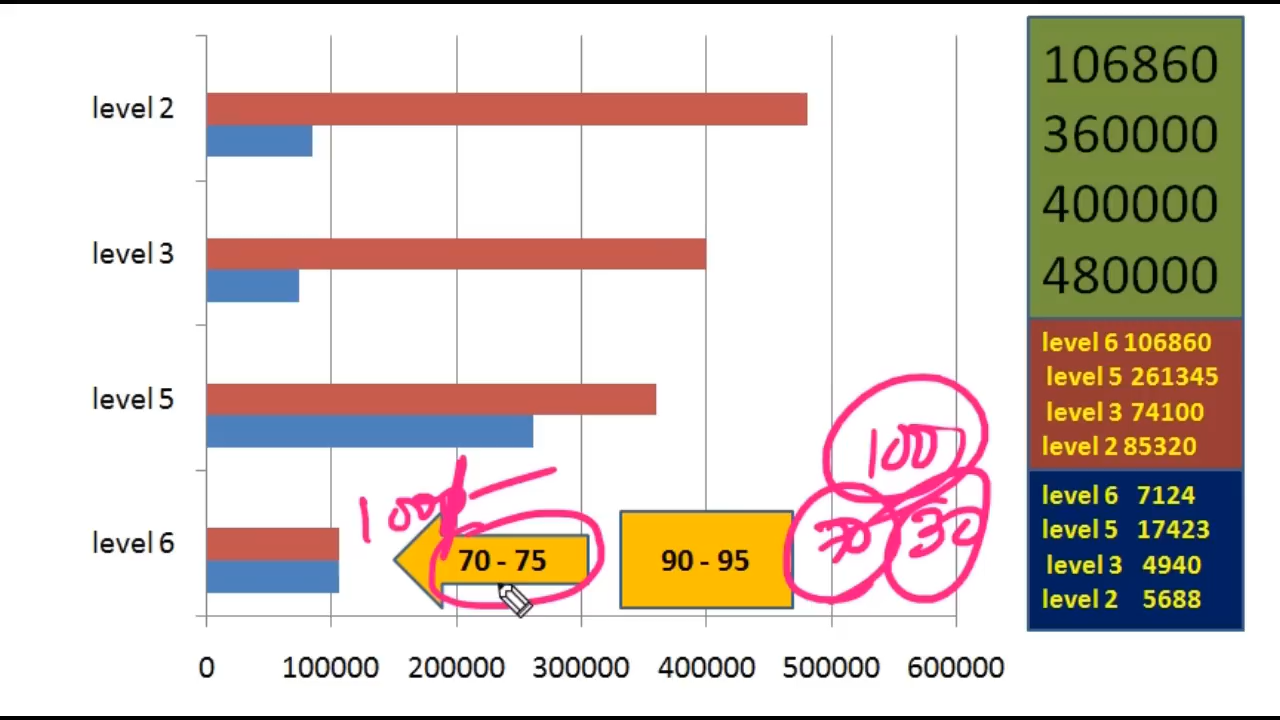 level 2
level 3
level 5
level 6
0 100000 200000 300000 400000 500000 600000
70 - 75
90 - 95
100
30
106860
360000
400000
480000
level 6 106860
level 5 261345
level 3 74100
level 2 85320
level 6 7124
level 5 17423
level 3 4940
level 2 5688